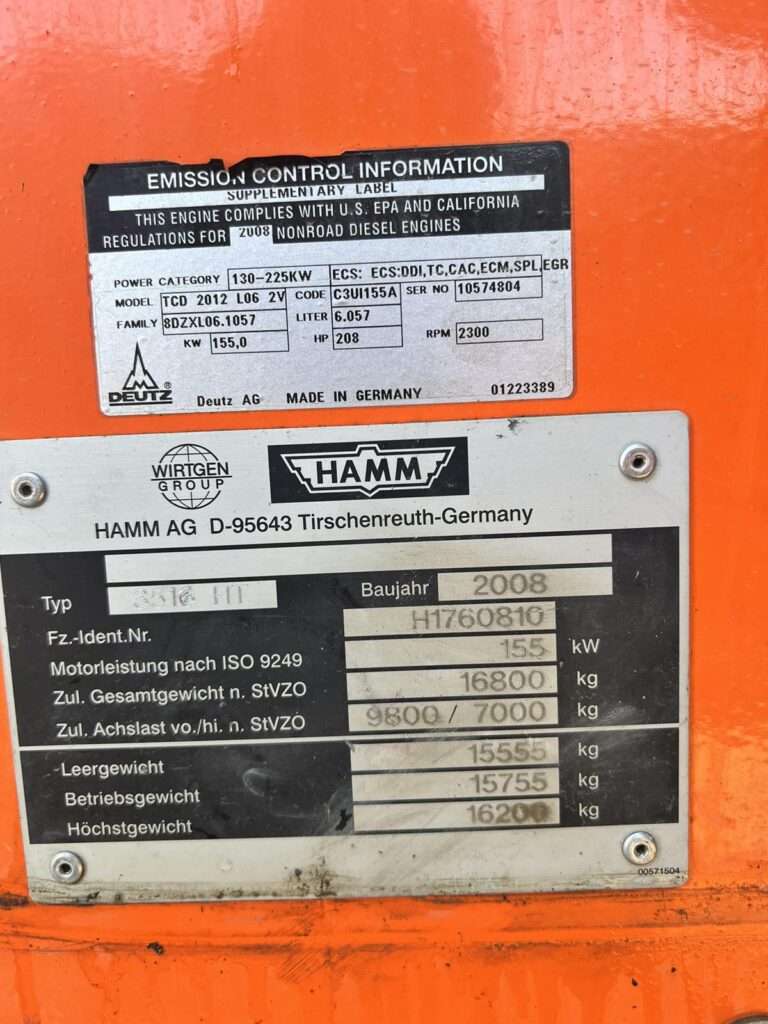 EMISSION CONTROL INFORMATION
SUPPLEMENTARY LABEL
THIS ENGINE COMPLIES WITH U.S. EPA AND CALIFORNIA
REGULATIONS FOR 2008 NONROAD DIESEL ENGINES
POWER CATEGORY 130-225KW ECS: ECS:DDI,TC,CAC,ECM,SPL,EGR
MODEL TCD 2012 L06 2V CODE C3UI155A SER NO 10574804
FAMILY 8DZXL06.1057 LITER 6.057
KW 155,0 HP 208 RPM 2300
DEUTZ ® Deutz AG MADE IN GERMANY 01223389
WIRTGEN GROUP HAMM
HAMM AG D-95643 Tirschenreuth-Germany
Typ Baujahr 2008
Fz.-Ident.Nr. H1760810
Motorleistung nach ISO 9249 155 kW
Zul. Gesamtgewicht n. StVZO 16800 kg
Zul. Achslast vo./hi. n. StVZO 9800 / 7000 kg
Leergewicht 15555 kg
Betriebsgewicht 15755 kg
Höchstgewicht 16200 kg
00571504